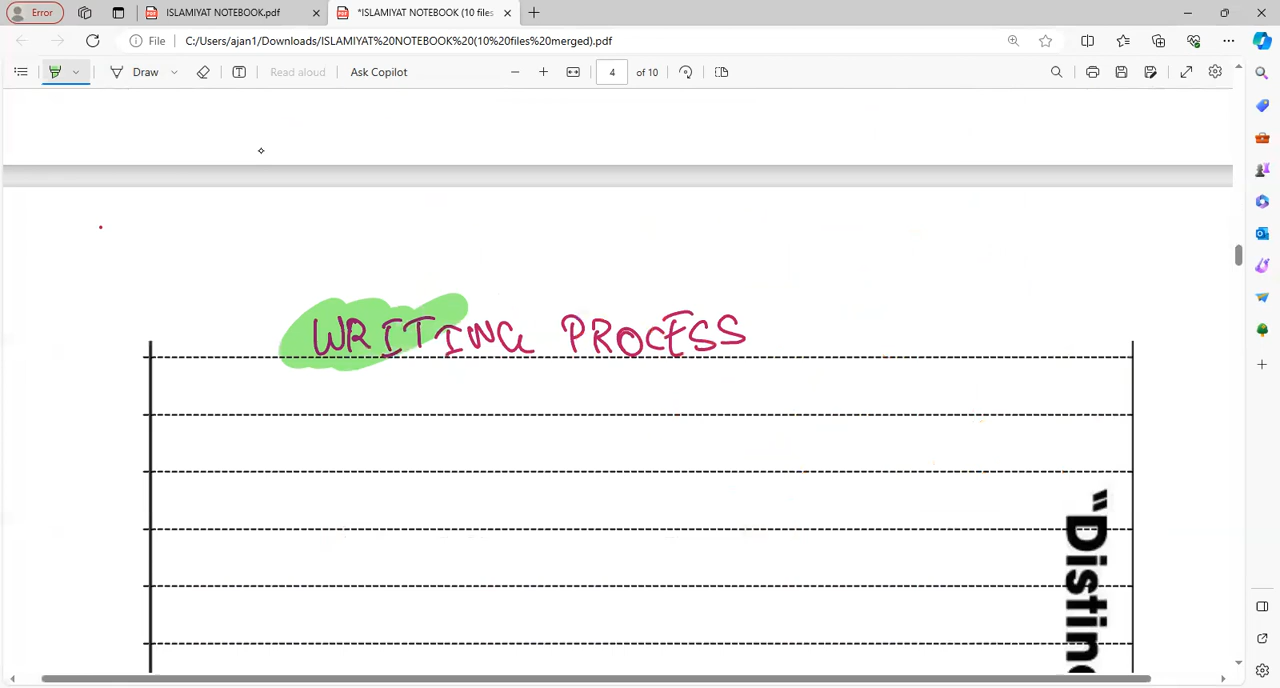 Error
ISLAMIYAT NOTEBOOK.pdf
*ISLAMIYAT NOTEBOOK (10 files
File
C:/Users/ajan1/Downloads/ISLAMIYAT%20NOTEBOOK%20(10%20files%20merged).pdf
Draw
Read aloud
Ask Copilot
4
of 10
WRITING PROCESS
"Distinc